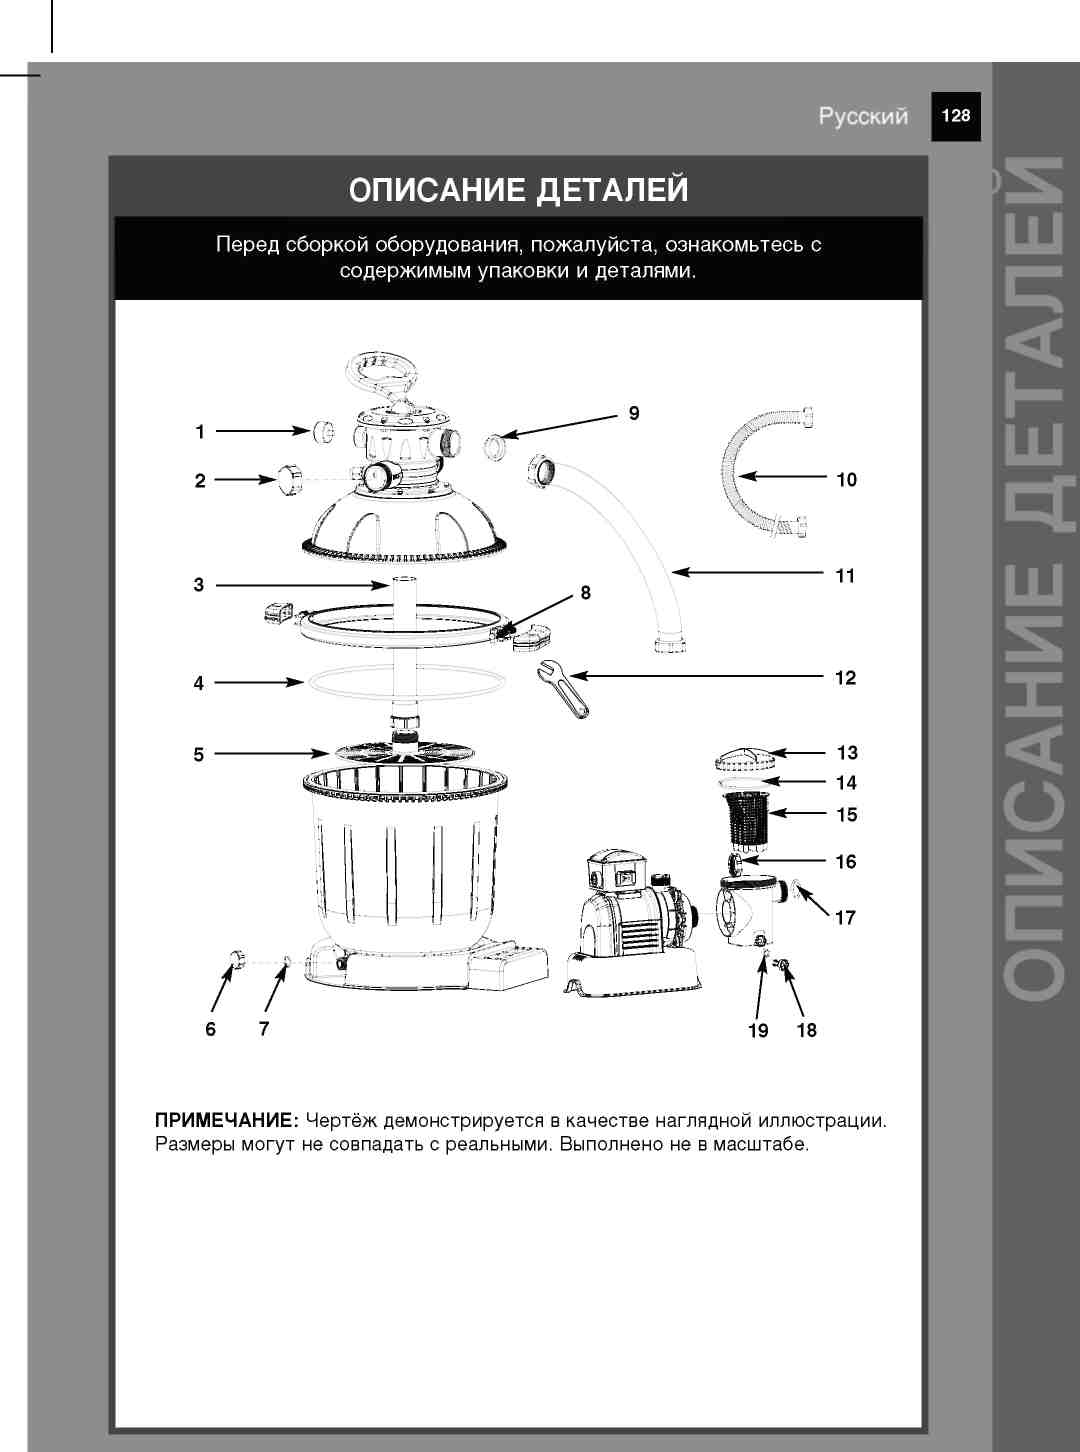 Русский
128
ОПИСАНИЕ ДЕТАЛЕЙ
Перед сборкой оборудования, пожалуйста, ознакомьтесь с
содержимым упаковки и деталями.
1
2
3
4
5
6
7
8
9
10
11
12
13
14
15
16
17
19
18
ПРИМЕЧАНИЕ: Чертёж демонстрируется в качестве наглядной иллюстрации.
Размеры могут не совпадать с реальными. Выполнено не в масштабе.
ОПИСАНИЕ ДЕТАЛЕЙ